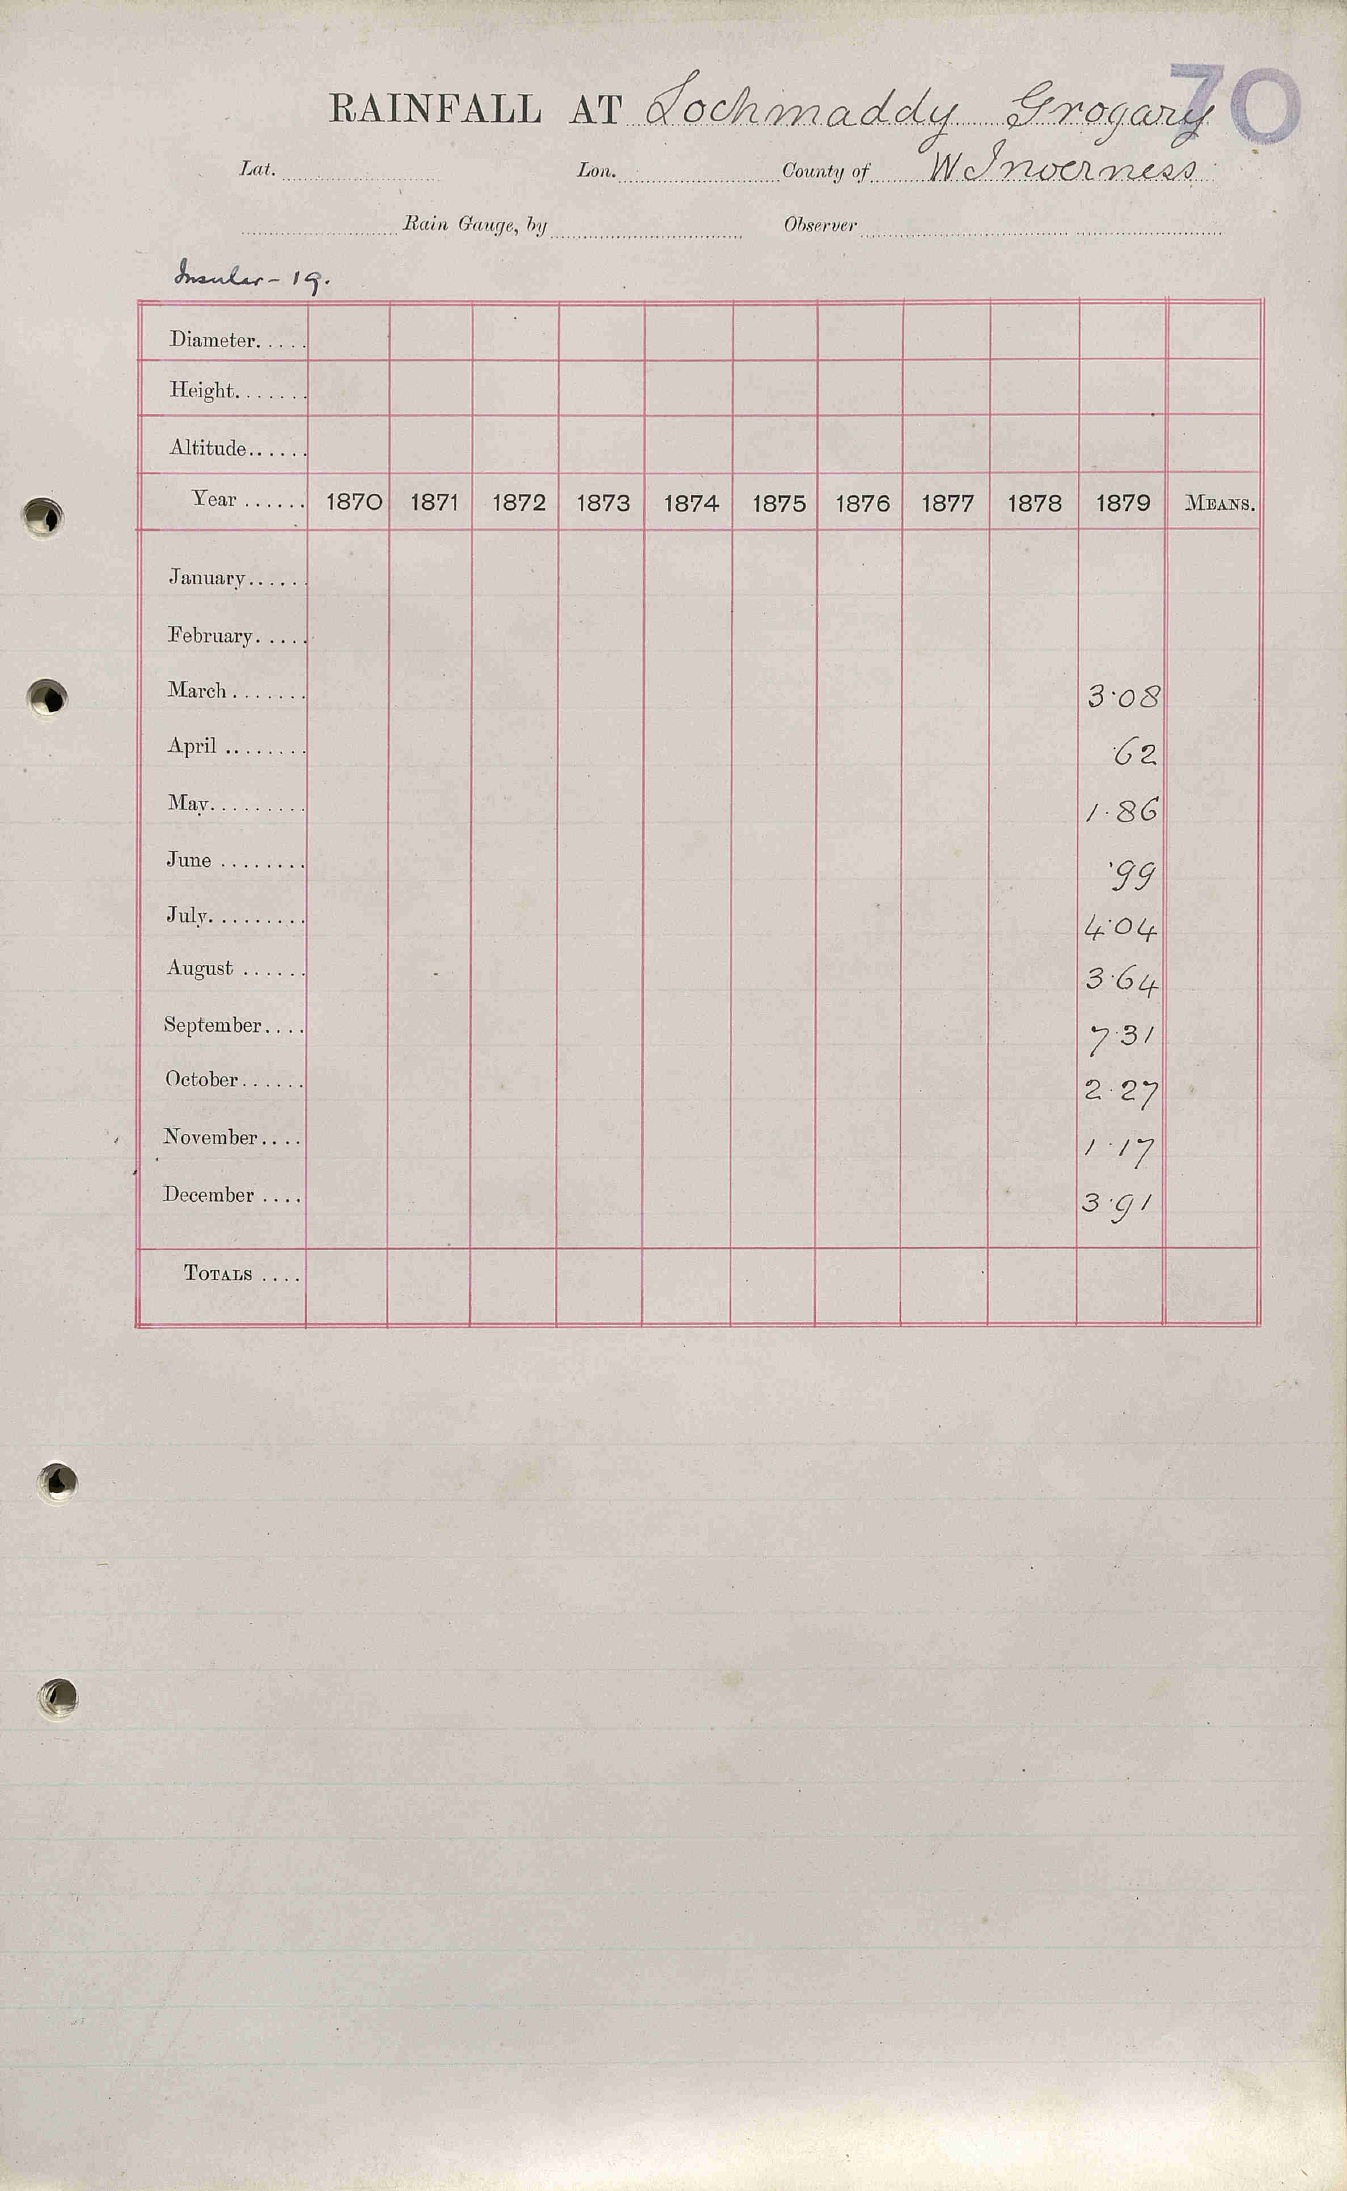 70
RAINFALL AT Lochmaddy Grogary
Lat. Lon. County of W Inverness
Rain Gauge, by Observer
Insular - 19.
Diameter.....
Height.......
Altitude......
Year ...... 1870 1871 1872 1873 1874 1875 1876 1877 1878 1879 MEANS.
January......
February.....
March ....... 3·08
April ........ ·62
May......... 1·86
June ........ ·99
July......... 4·04
August ...... 3·64
September.... 7·31
October...... 2·27
November.... 1·17
December .... 3·91
TOTALS ....